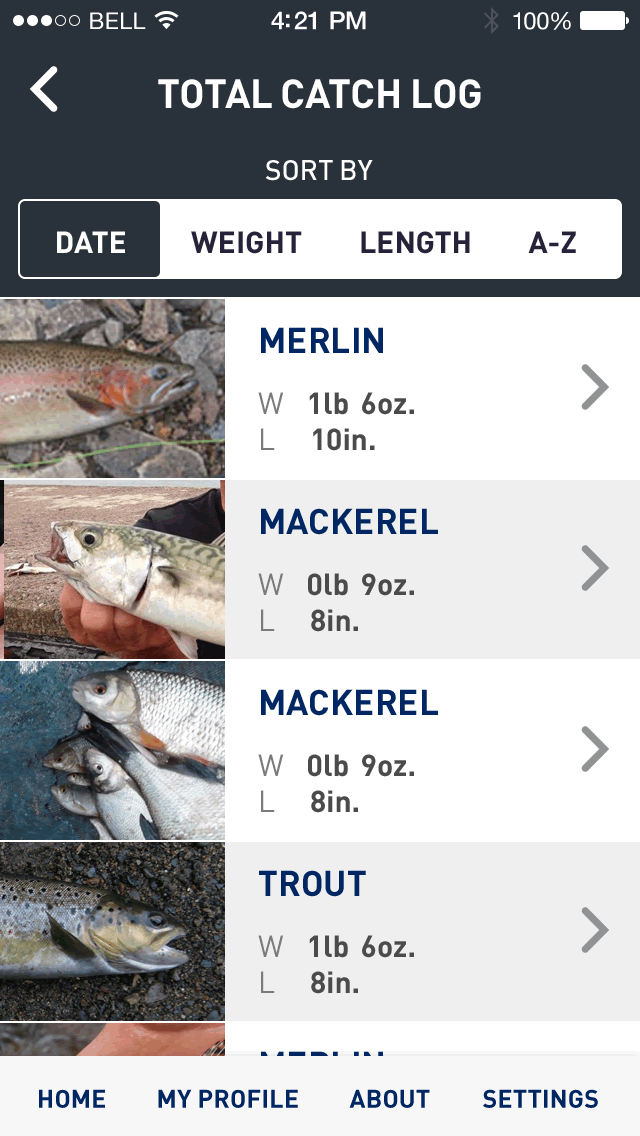 BELL 4:21 PM 100%
TOTAL CATCH LOG
SORT BY
DATE WEIGHT LENGTH A-Z
MERLIN
W 1lb 6oz.
L 10in.
MACKEREL
W 0lb 9oz.
L 8in.
MACKEREL
W 0lb 9oz.
L 8in.
TROUT
W 1lb 6oz.
L 8in.
MERLIN
HOME MY PROFILE ABOUT SETTINGS